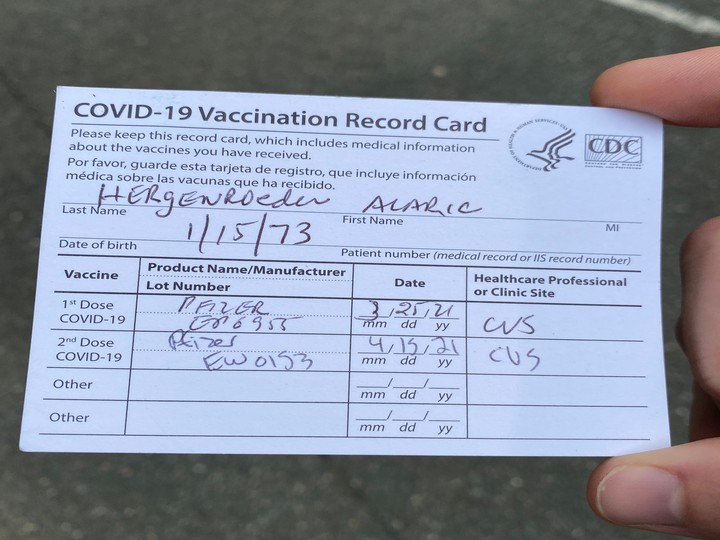 COVID-19 Vaccination Record Card
Please keep this record card, which includes medical information
about the vaccines you have received.
Por favor, guarde esta tarjeta de registro, que incluye información
médica sobre las vacunas que ha recibido.
HERGENROEDER ALARIC
Last Name First Name MI
1/15/73
Date of birth Patient number (medical record or IIS record number)
Vaccine Product Name/Manufacturer Date Healthcare Professional
Lot Number or Clinic Site
1st Dose PFIZER 3/25/21 CVS
COVID-19 mm dd yy
2nd Dose Pfizer 4/15/21 CVS
COVID-19 EW0153 mm dd yy
Other / /
mm dd yy
Other / /
mm dd yy
CDC